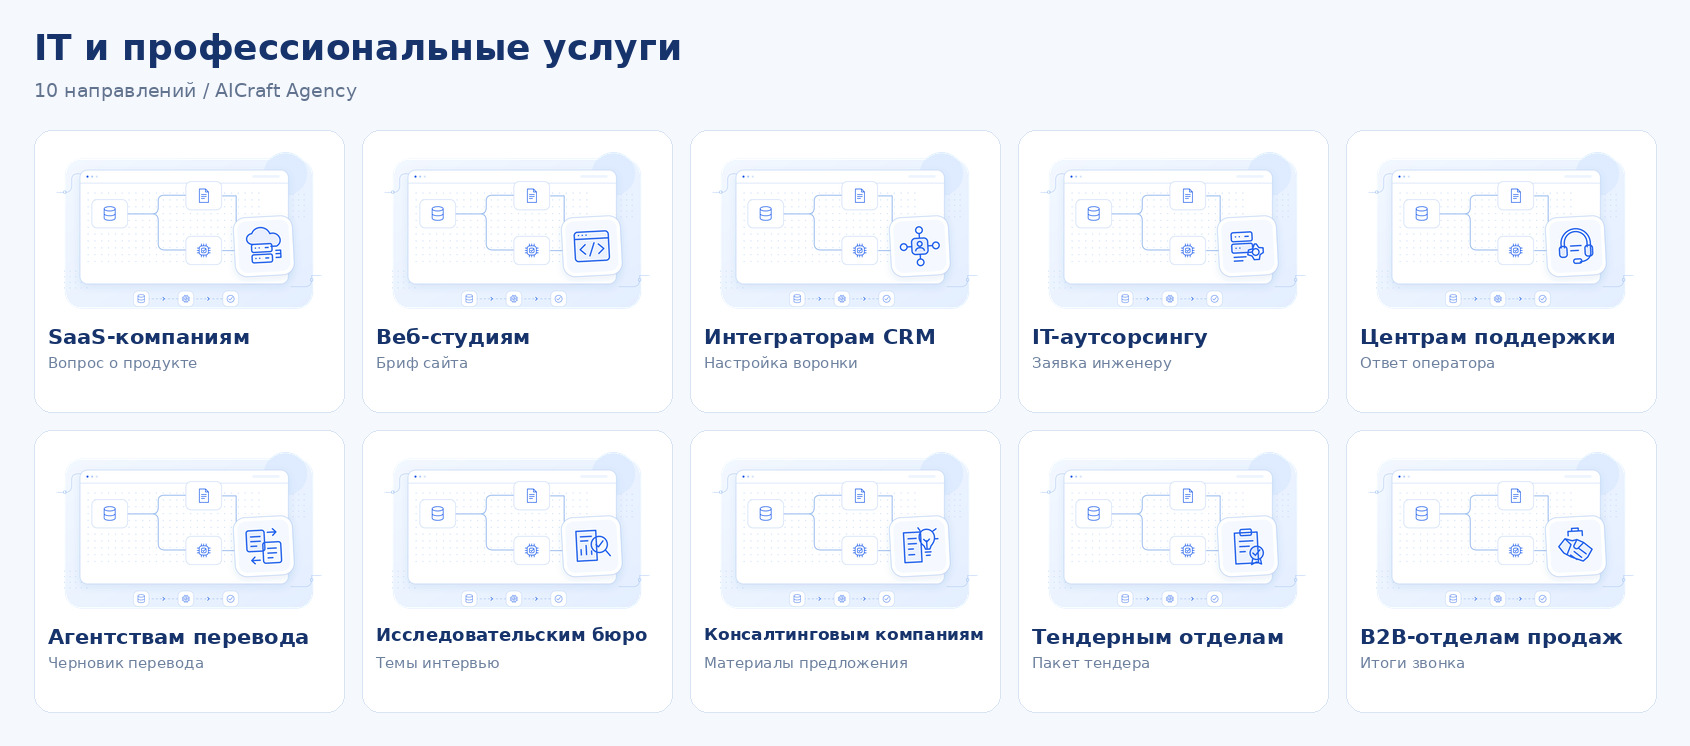 IT и профессиональные услуги
10 направлений / AICraft Agency
SaaS-компаниям
Вопрос о продукте
Веб-студиям
Бриф сайта
Интеграторам CRM
Настройка воронки
IT-аутсорсингу
Заявка инженеру
Центрам поддержки
Ответ оператора
Агентствам перевода
Черновик перевода
Исследовательским бюро
Темы интервью
Консалтинговым компаниям
Материалы предложения
Тендерным отделам
Пакет тендера
B2B-отделам продаж
Итоги звонка